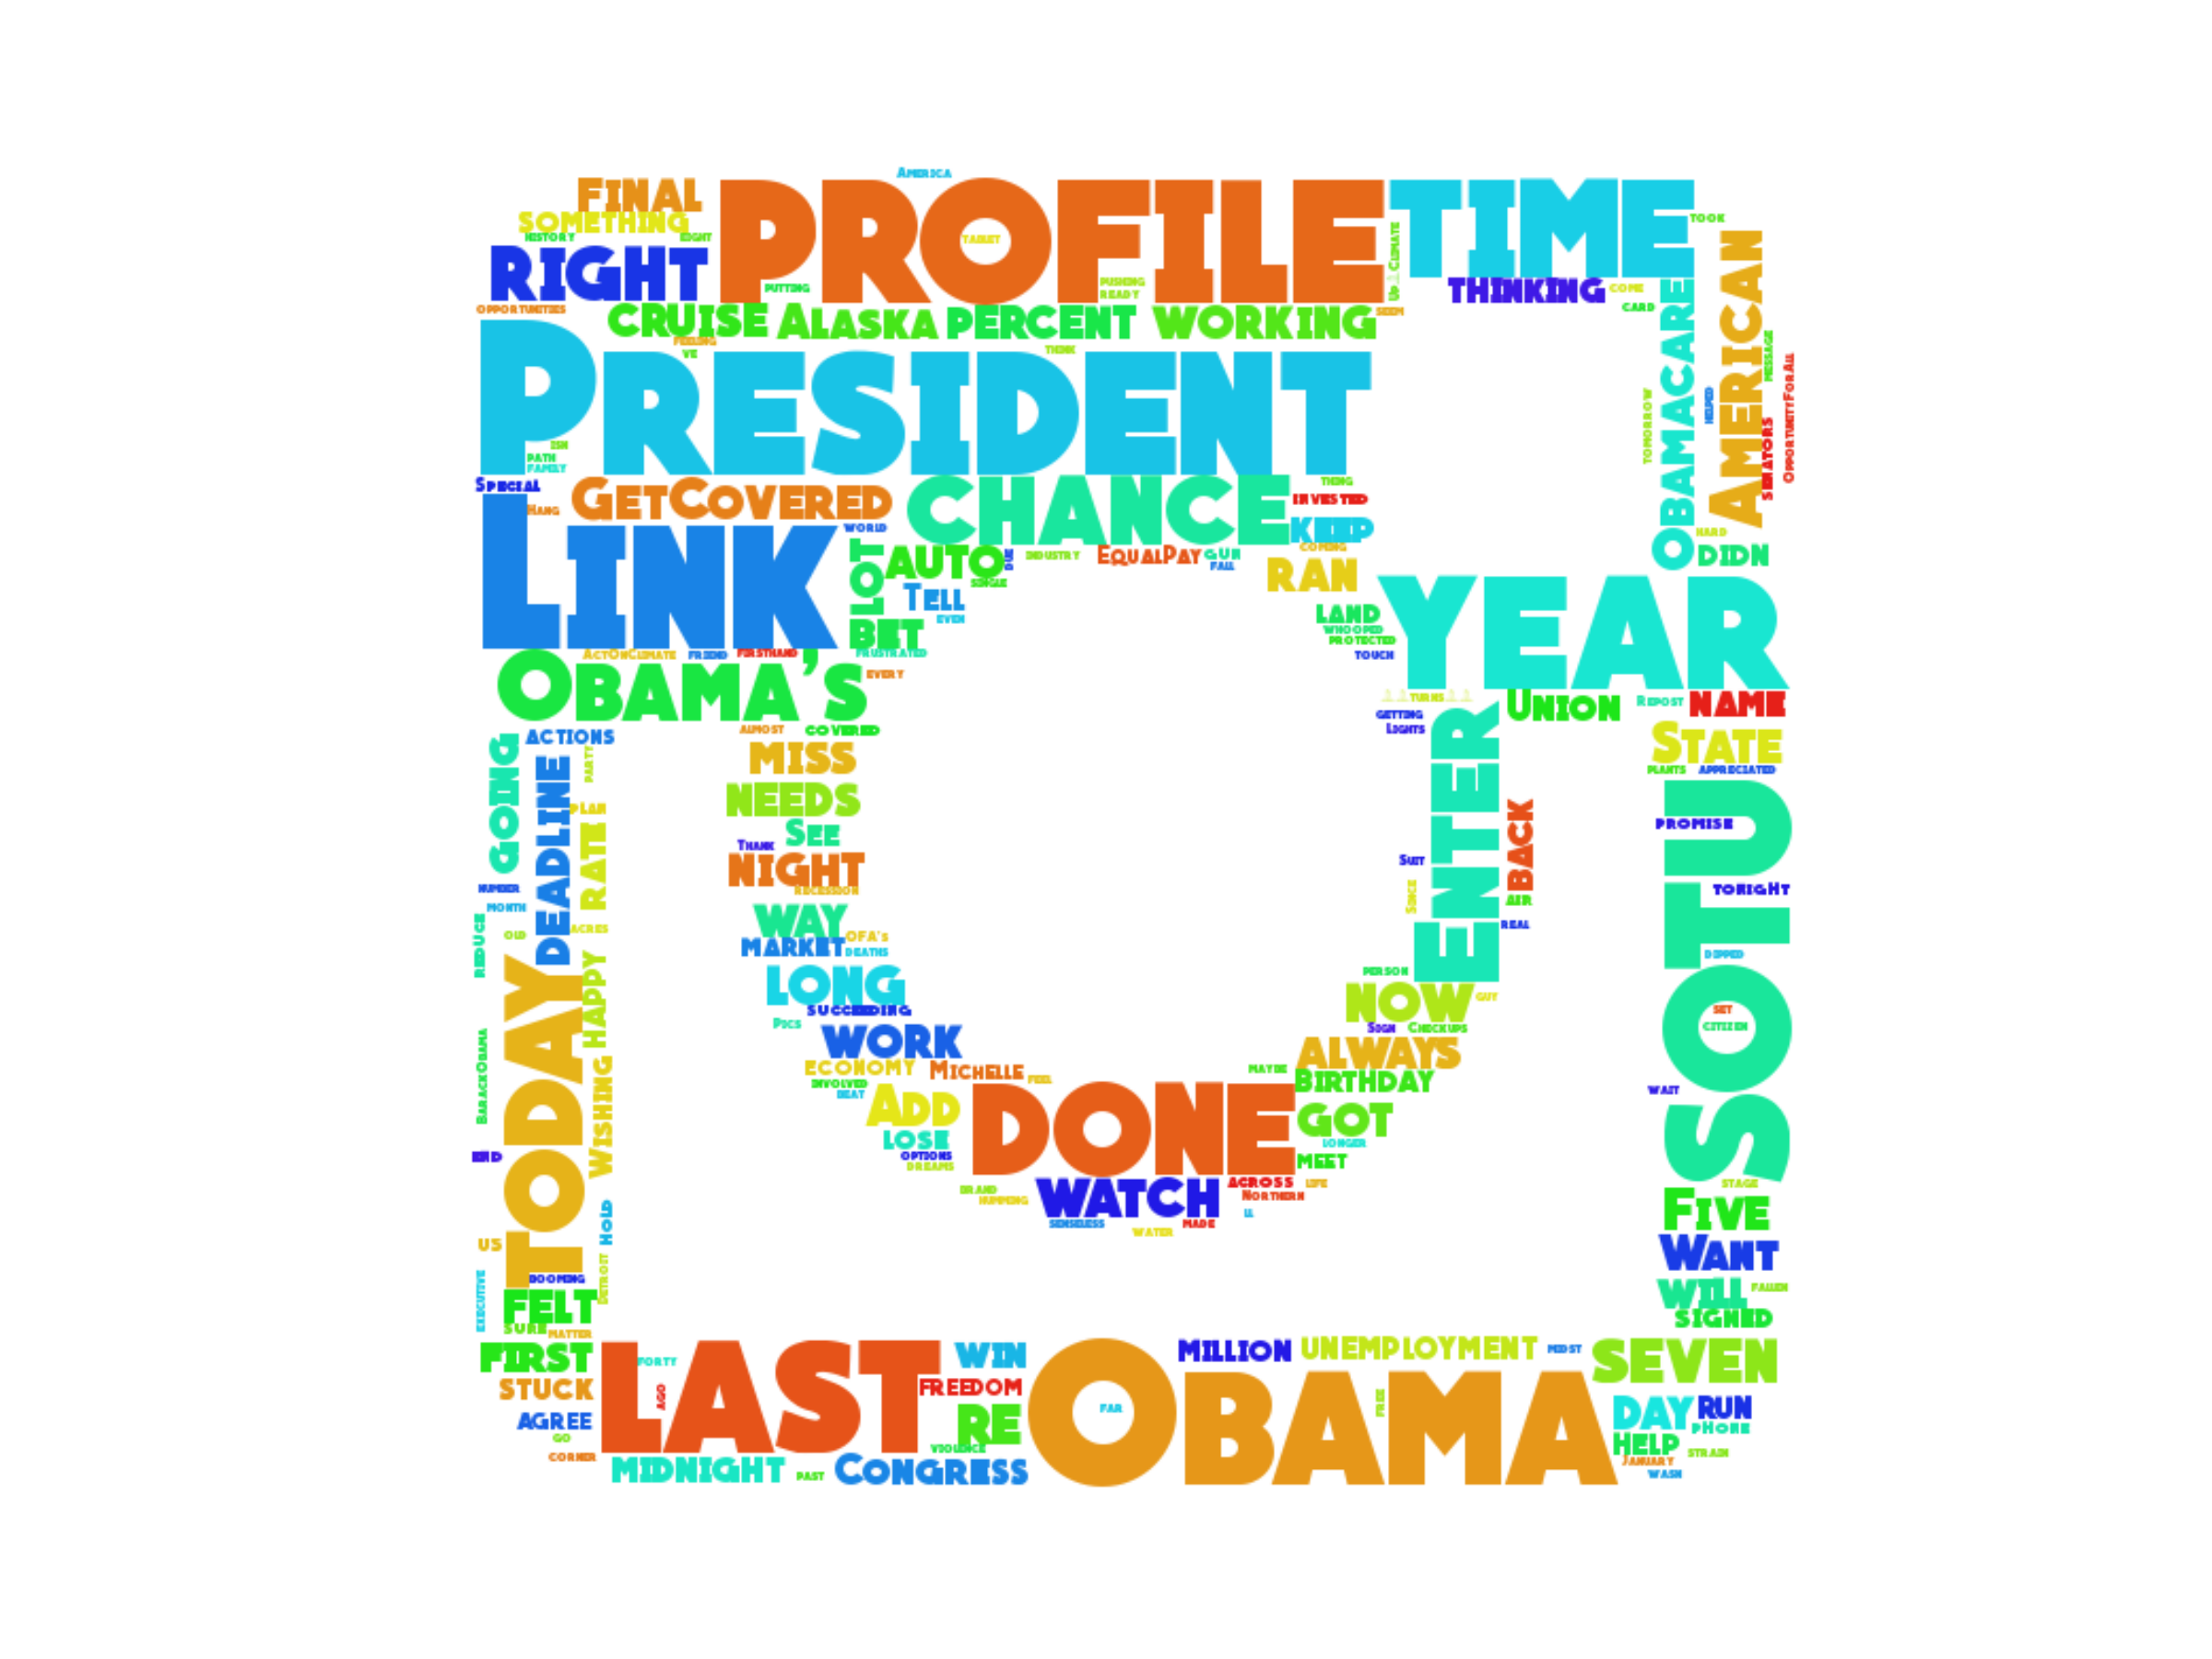 AMERICA
FINAL
PROFILE
TIME
SOMETHING
TOOK
HISTORY
EIGHT
TARGET
CLIMATE
AMERICAN
RIGHT
PUTTING
PUSHING
READY
UP
THINKING
COME
CARD
OBAMACARE
OPPORTUNITIES
CRUISE ALASKA PERCENT WORKING
SEEM
FEELING
VE
THINK
MESSAGE
OPPORTUNITYFORALL
PRESIDENT
TOMORROW
HELPED
SENATORS
ISH
PATH
FAMILY
SPECIAL
HANG
GETCOVERED
CHANCE
THING
INVESTED
LINK
WORLD
KEEP
COMING
HARD
DIDN
BLOT
AUTO
DUE
INDUSTRY
EQUALPAY
GUN
FALL
SINGLE
RAN
TELL
EVEN
YEAR
BET
LAND
WHOOPED
PROTECTED
TOUCH
ACTONCLIMATE
FRIEND
FIRSTHAND
FRUSTRATED
OBAMA'S
EVERY
TURNS
UNION
REPOST
NAME
GETTING
LIGHTS
ENTER
ALMOST
COVERED
ACTIONS
GOING
PARTY
MISS
STATE
PLANTS
APPRECIATED
DEADLINE
NEEDS
PLAN
RATE
SEE
THANK
SOTU
PROMISE
BACK
SUIT
NIGHT
RECESSION
SINCE
AIR
TONIGHT
NUMBER
MONTH
REDUCE
OLD
ACRES
WAY
OFA'S
REAL
MARKET
DEATHS
DIPPED
TODAY
HAPPY
LONG
PERSON
NOW
GUY
SUCCEEDING
PICS
SIGN
CHECKUPS
SET
CITIZEN
BARACKOBAMA
WORK
ALWAYS
WISHING
ECONOMY
MICHELLE
FEEL
MAYBE
BIRTHDAY
INVOLVED
BEAT
WAIT
ADD
DONE
GOT
LOSE
LONGER
OPTIONS
DREAMS
MEET
END
BRAND
HUMMING
WATCH
ACROSS
LIFE
NORTHERN
STAGE
FIVE
SENSELESS
MADE
LL
WATER
HOLD
US
WANT
DETROIT
BOOMING
EXECUTIVE
FELT
WILL
FALLEN
SIGNED
SURE
MATTER
FIRST
LAST
FORTY
WIN
MILLION
UNEMPLOYMENT
MIDST
SEVEN
STUCK
AGO
FREEDOM
OBAMA
FAR
FREE
AGREE
RE
DAY
RUN
PHONE
GO
VIOLENCE
HELP
STRAIN
CORNER
JANUARY
MIDNIGHT
PAST
CONGRESS
WASN